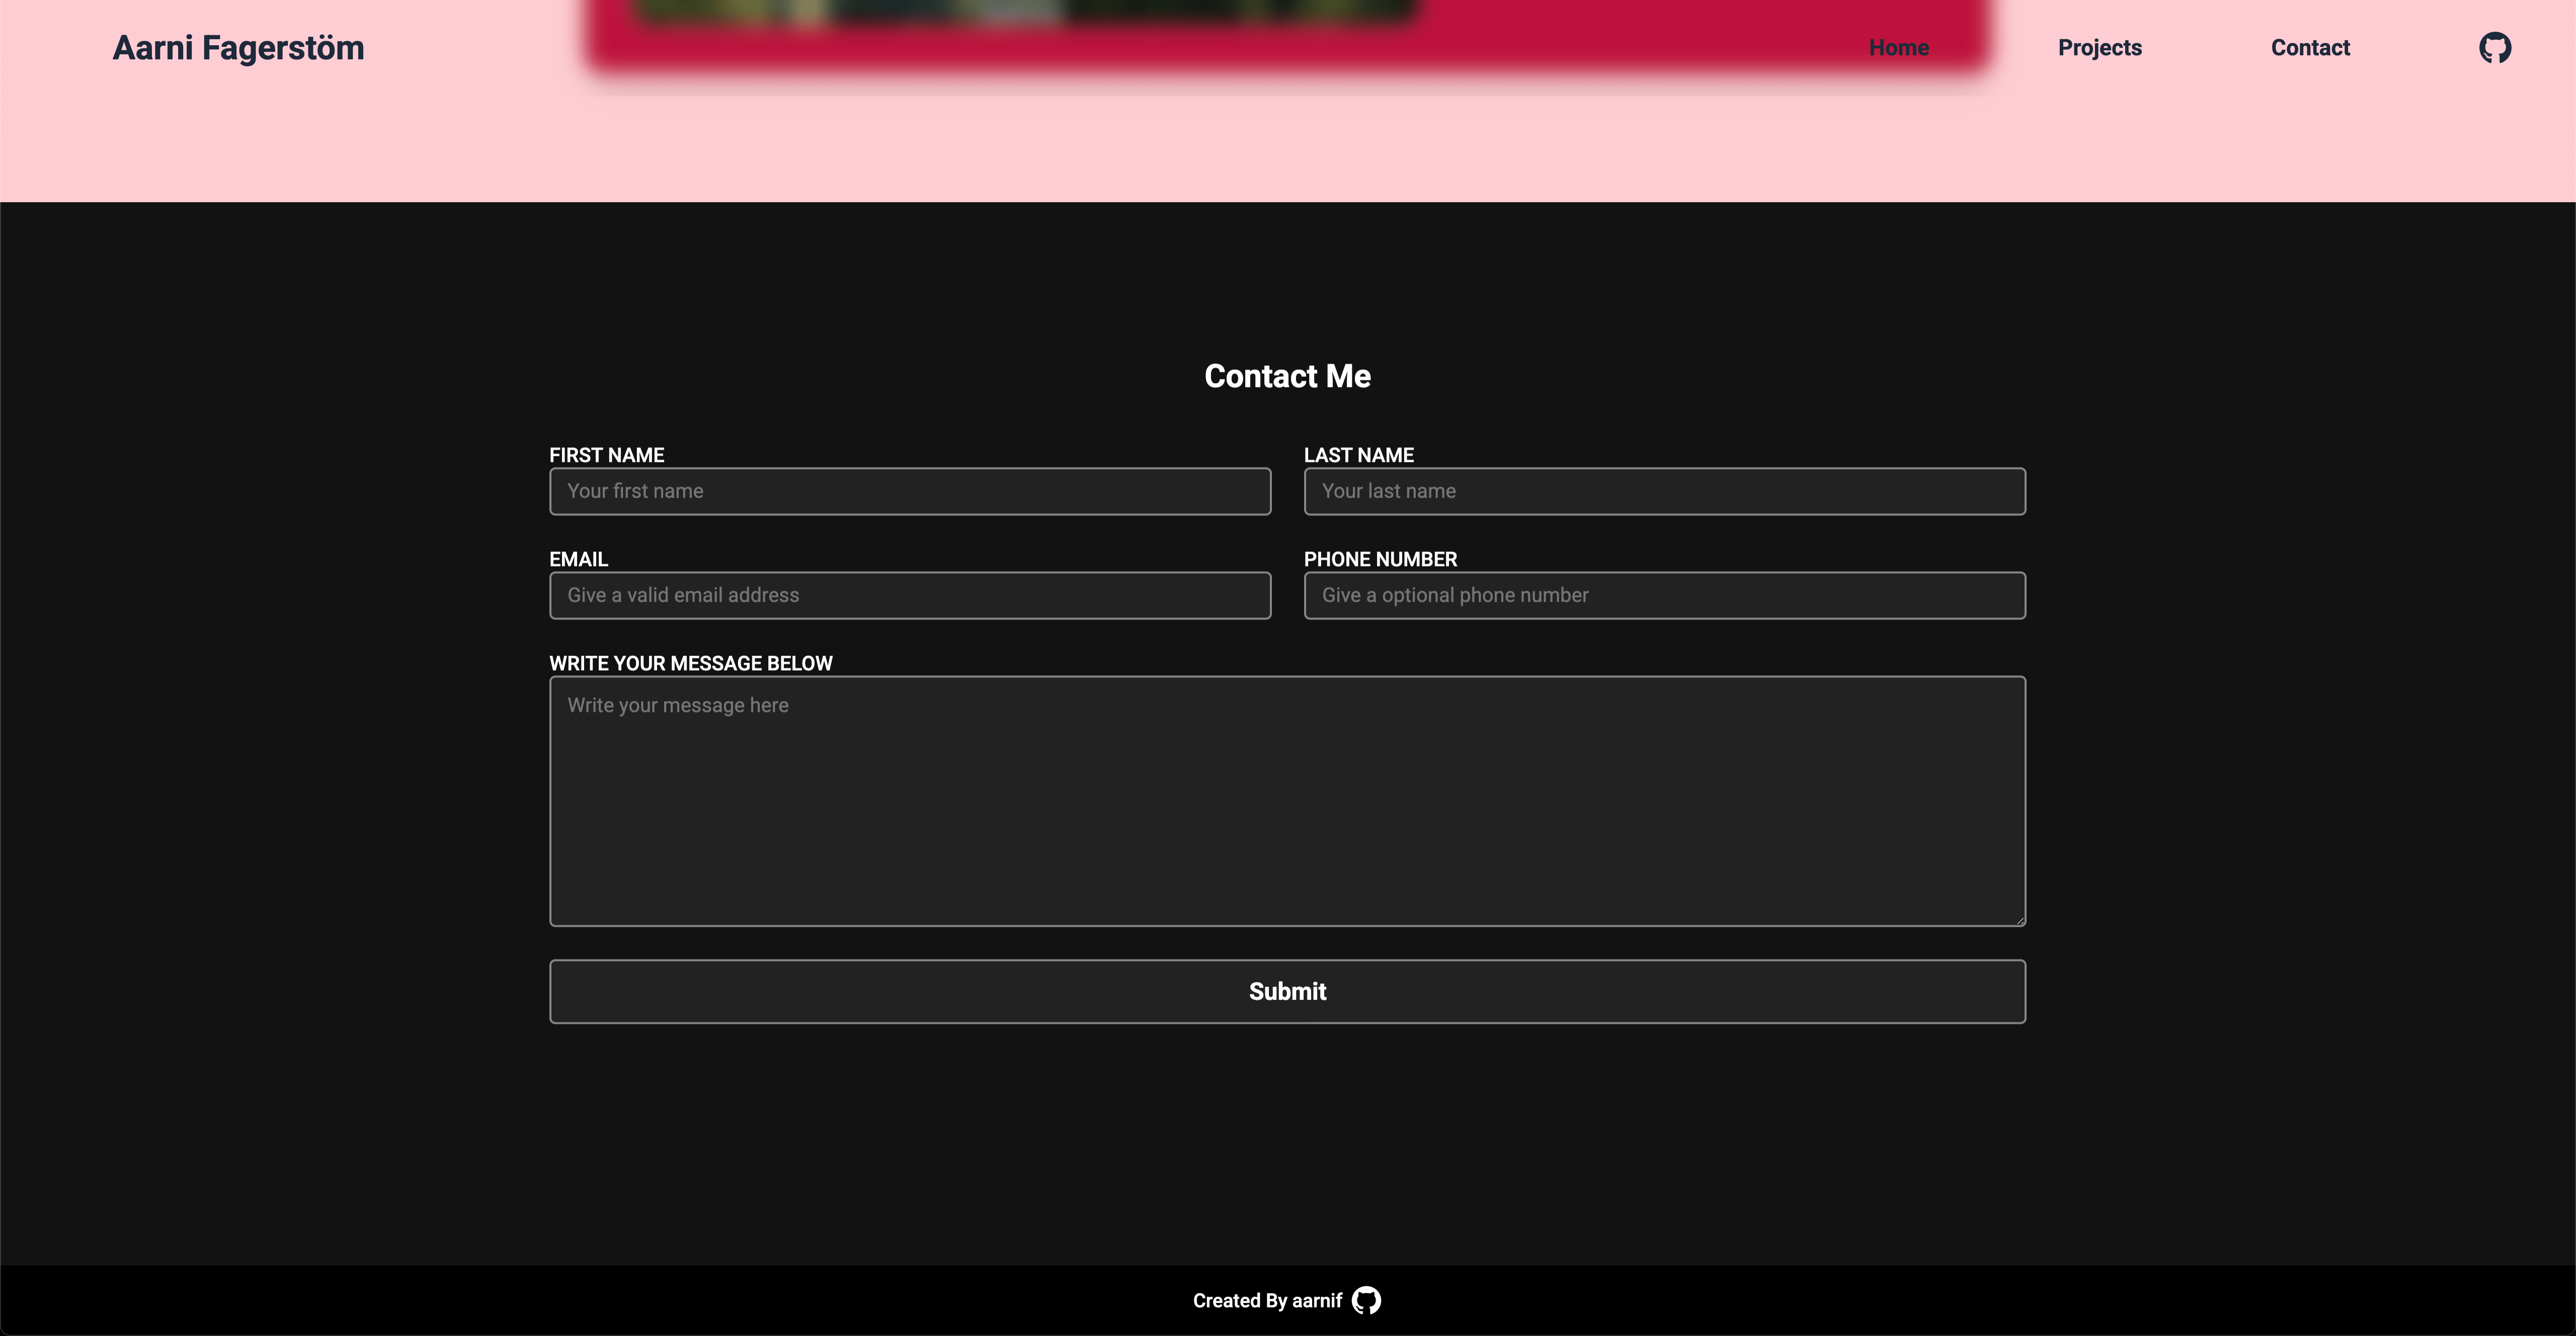 Aarni Fagerstöm
Home
Projects
Contact
Contact Me
FIRST NAME
LAST NAME
Your first name
Your last name
EMAIL
PHONE NUMBER
Give a valid email address
Give a optional phone number
WRITE YOUR MESSAGE BELOW
Write your message here
Submit
Created By aarnif